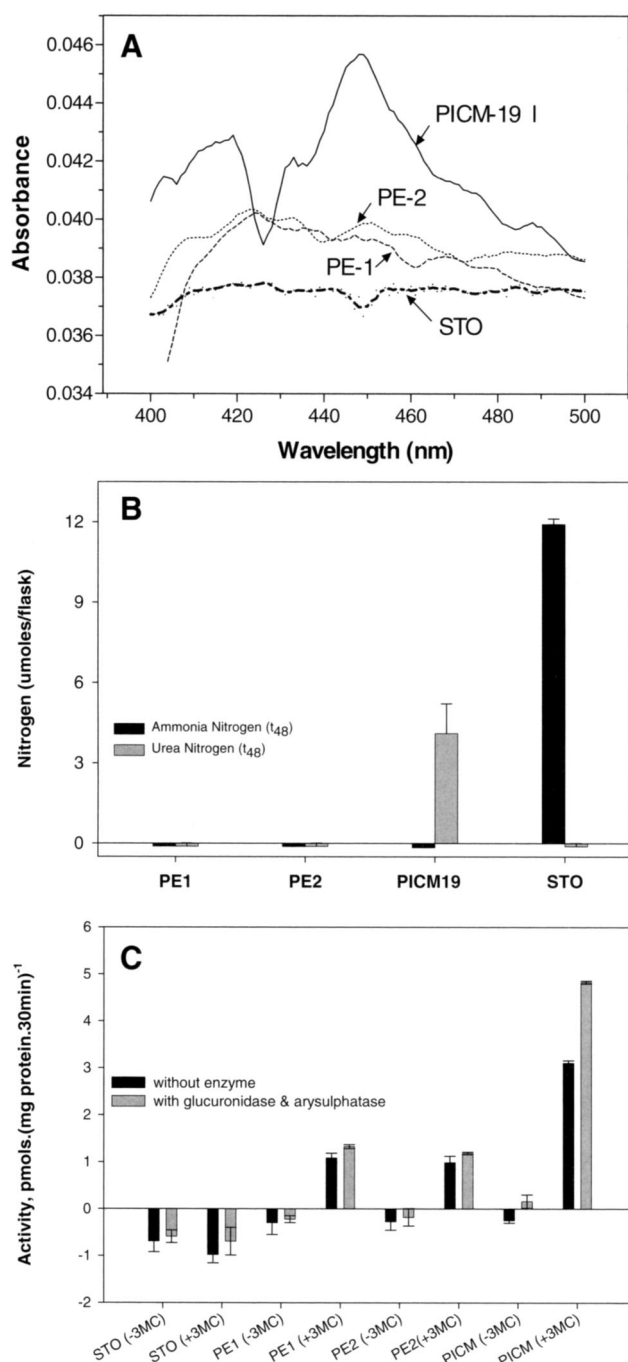 A
0.046
0.044
0.042
0.040
0.038
0.036
0.034
Absorbance
PICM-19 I
PE-2
PE-1
STO
400
420
440
460
480
500
Wavelength (nm)
B
12
9
6
3
0
Nitrogen (umoles/flask)
Ammonia Nitrogen (t48)
Urea Nitrogen (t48)
PE1
PE2
PICM19
STO
C
6
5
4
3
2
1
0
-1
-2
Activity, pmols.(mg protein.30min)-1
without enzyme
with glucuronidase & arysulphatase
STO (-3MC)
STO (+3MC)
PE1 (-3MC)
PE1 (+3MC)
PE2 (-3MC)
PE2(+3MC)
PICM (-3MC)
PICM (+3MC)